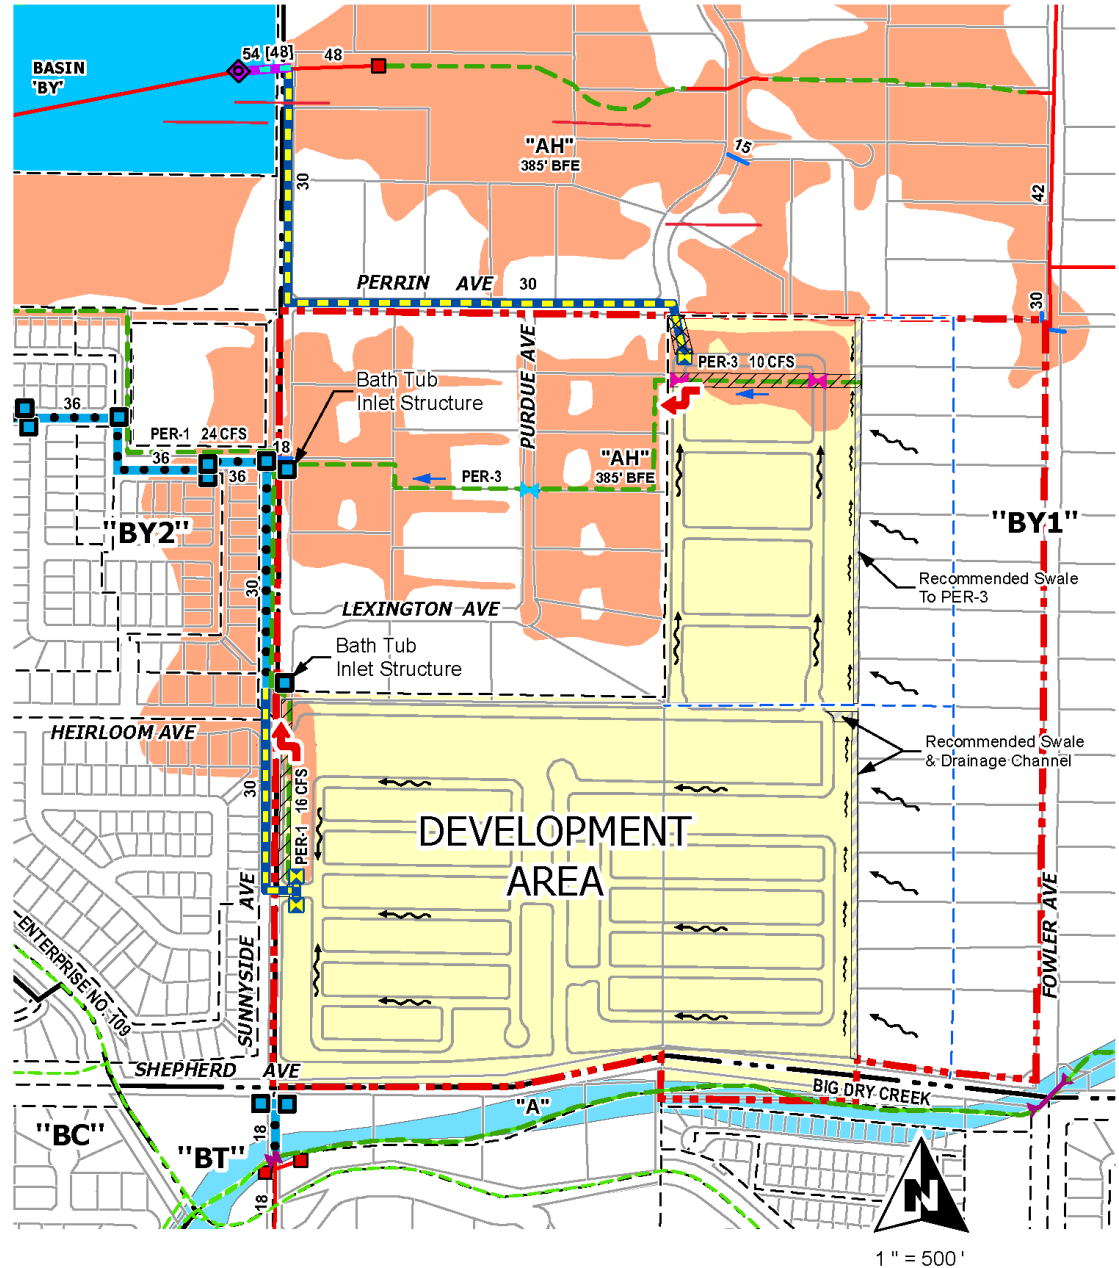 54 [48]
48
BASIN
'BY'
"AH"
385' BFE
15
30
42
PERRIN AVE
30
30
PER-3 10 CFS
PURDUE AVE
Bath Tub
Inlet Structure
36
PER-1 24 CFS
18
36
36
"AH"
385' BFE
PER-3
"BY2"
"BY1"
30
Recommended Swale
To PER-3
LEXINGTON AVE
Bath Tub
Inlet Structure
HEIRLOOM AVE
Recommended Swale
& Drainage Channel
30
PER-1 16 CFS
DEVELOPMENT
AREA
SUNNYSIDE AVE
FOWLER AVE
ENTERPRISE NO. 109
SHEPHERD AVE
BIG DRY CREEK
"A"
"BC"
18
"BT"
18
N
1 " = 500 '